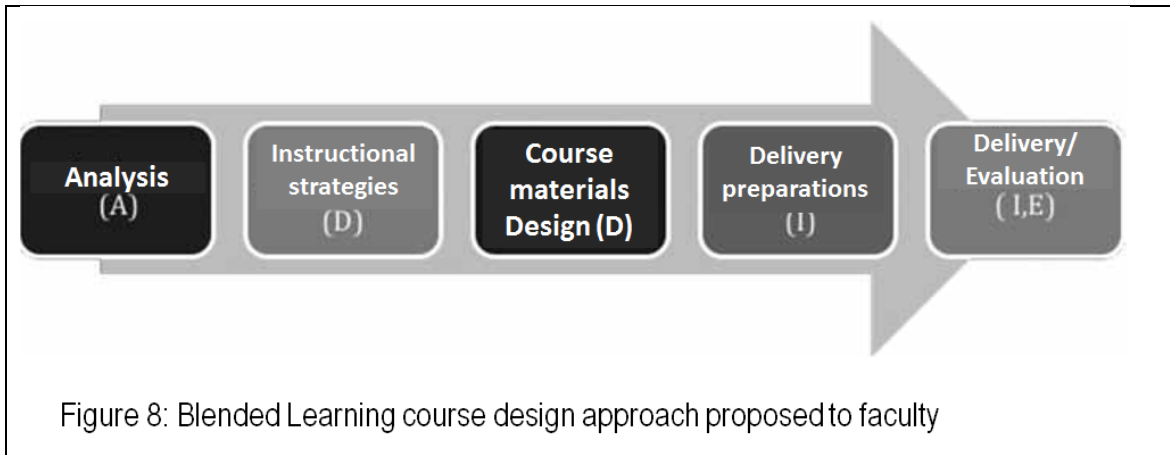 Analysis
(A)
Instructional
strategies
(D)
Course
materials
Design (D)
Delivery
preparations
(I)
Delivery/
Evaluation
( I,E)
Figure 8: Blended Learning course design approach proposed to faculty